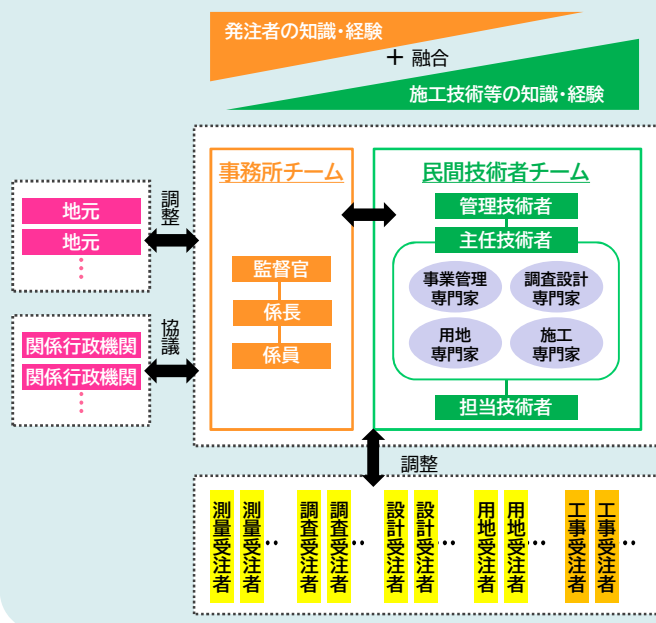 発注者の知識・経験
＋ 融合
施工技術等の知識・経験
地元
地元
⋮
調整
関係行政機関
関係行政機関
⋮
協議
事務所チーム
監督官
係長
係員
民間技術者チーム
管理技術者
主任技術者
事業管理
専門家
調査設計
専門家
用地
専門家
施工
専門家
担当技術者
調整
測量受注者
測量受注者
‥
調査受注者
調査受注者
‥
設計受注者
設計受注者
‥
用地受注者
用地受注者
…
工事受注者
工事受注者
‥